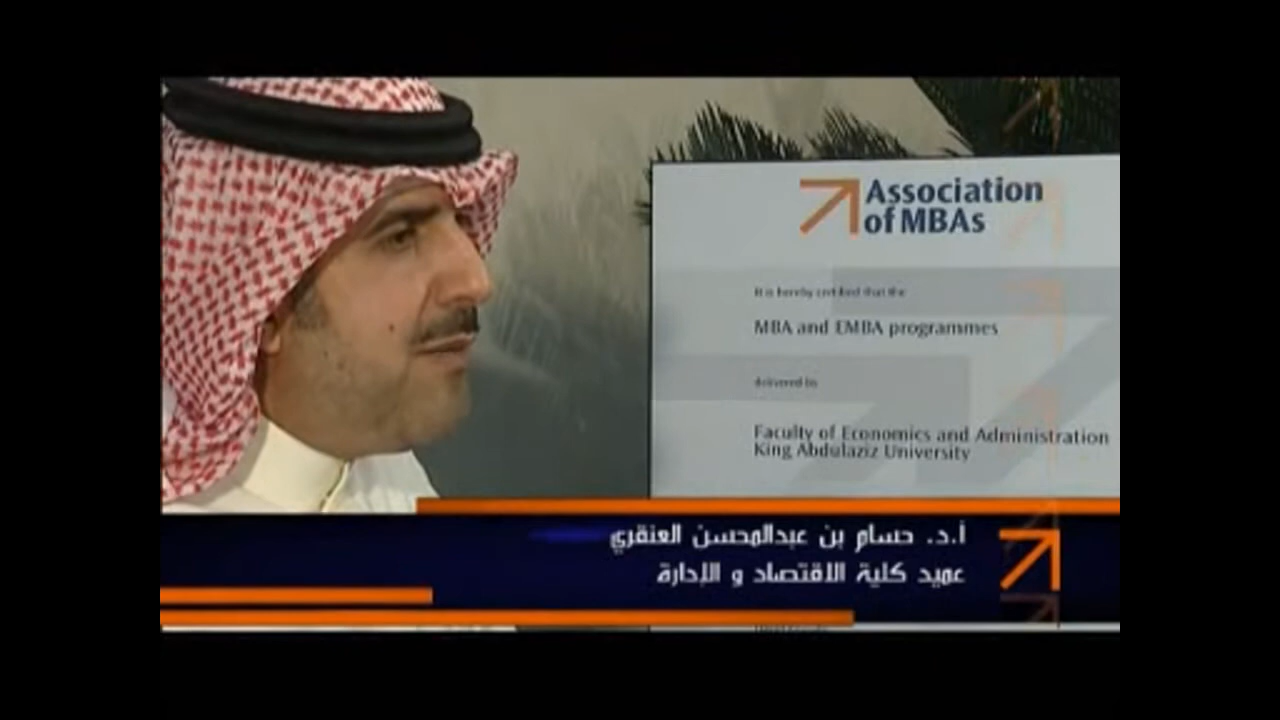 Association
of MBAs
It is hereby certified that the
MBA and EMBA programmes
delivered by
Faculty of Economics and Administration
King Abdulaziz University
أ.د. حسام بن عبدالمحسن العنقري
عميد كلية الاقتصاد و الإدارة